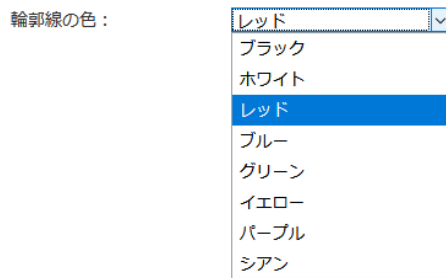 輪郭線の色： レッド
ブラック
ホワイト
レッド
ブルー
グリーン
イエロー
パープル
シアン